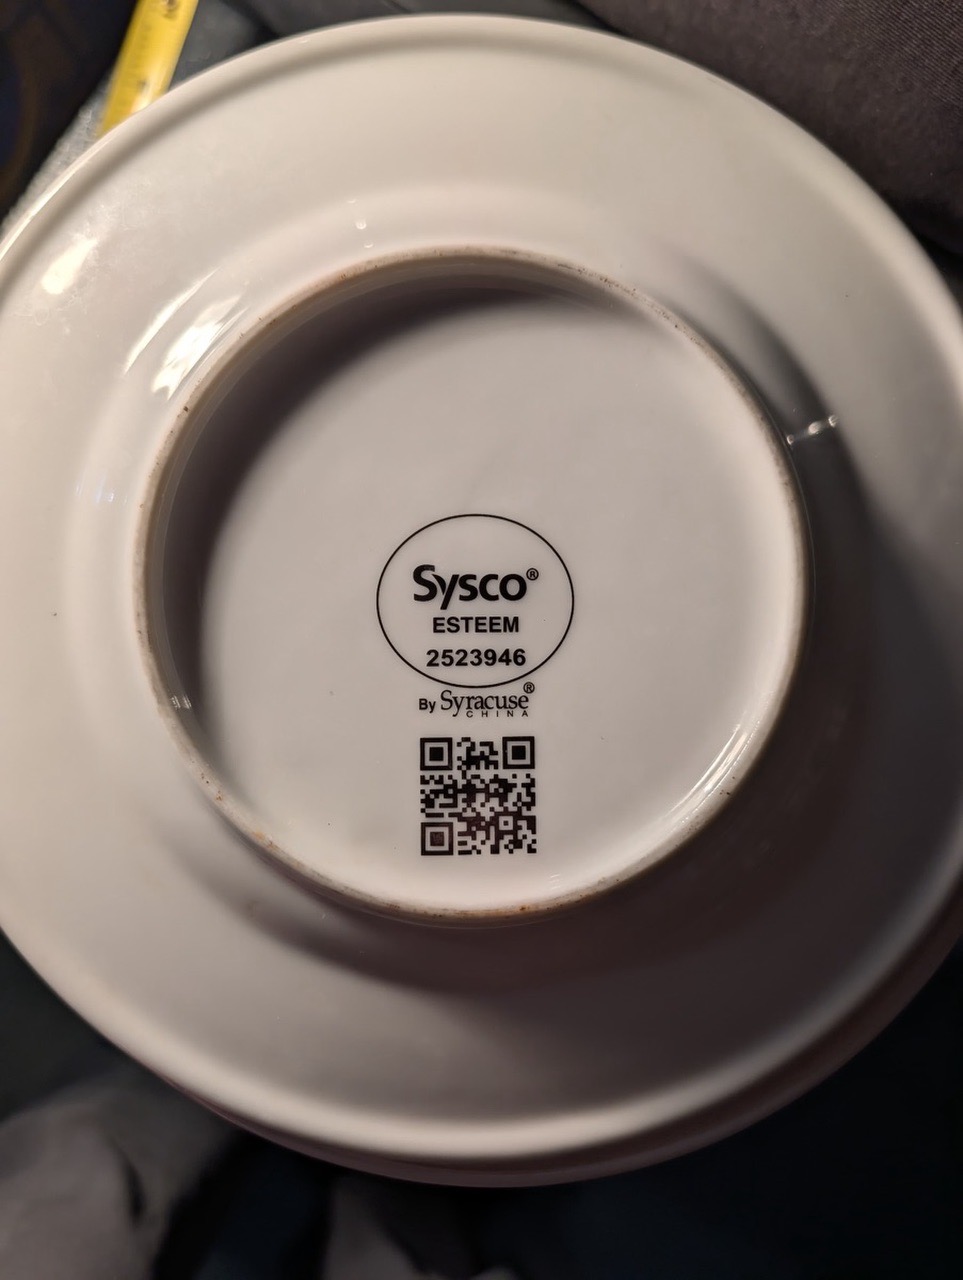 Sysco®
ESTEEM
2523946
By Syracuse®
CHINA